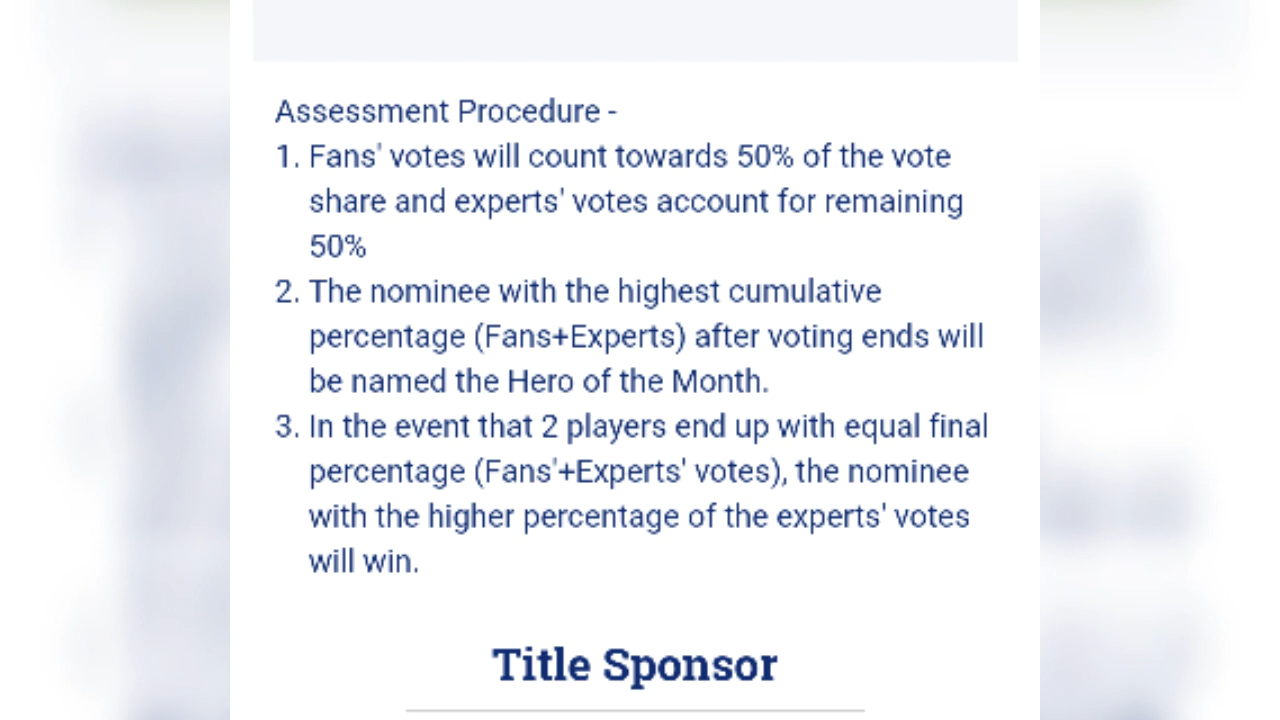 Assessment Procedure -
1. Fans' votes will count towards 50% of the vote
share and experts' votes account for remaining
50%
2. The nominee with the highest cumulative
percentage (Fans+Experts) after voting ends will
be named the Hero of the Month.
3. In the event that 2 players end up with equal final
percentage (Fans'+Experts' votes), the nominee
with the higher percentage of the experts' votes
will win.
Title Sponsor